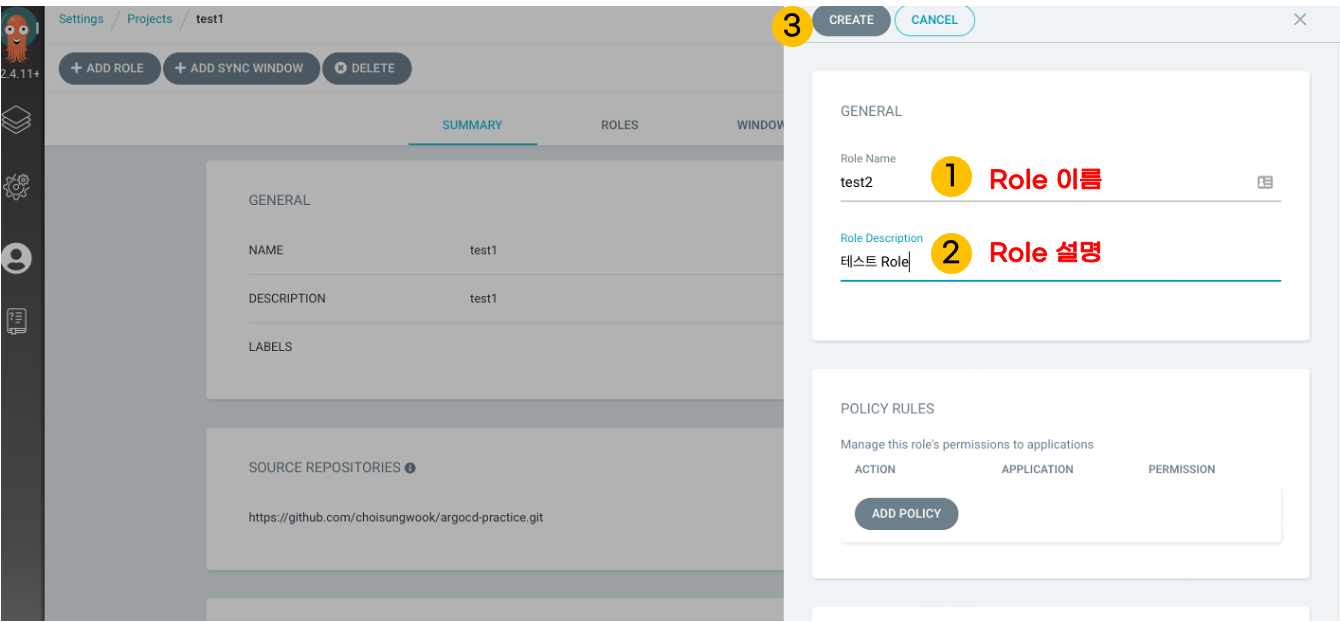 Settings / Projects / test1
2.4.11+
+ ADD ROLE + ADD SYNC WINDOW DELETE
SUMMARY ROLES WINDOW
GENERAL
NAME test1
DESCRIPTION test1
LABELS
SOURCE REPOSITORIES
https://github.com/choisungwook/argocd-practice.git
3 CREATE CANCEL
GENERAL
Role Name
test2 1 Role 이름
Role Description
테스트 Role 2 Role 설명
POLICY RULES
Manage this role's permissions to applications
ACTION APPLICATION PERMISSION
ADD POLICY